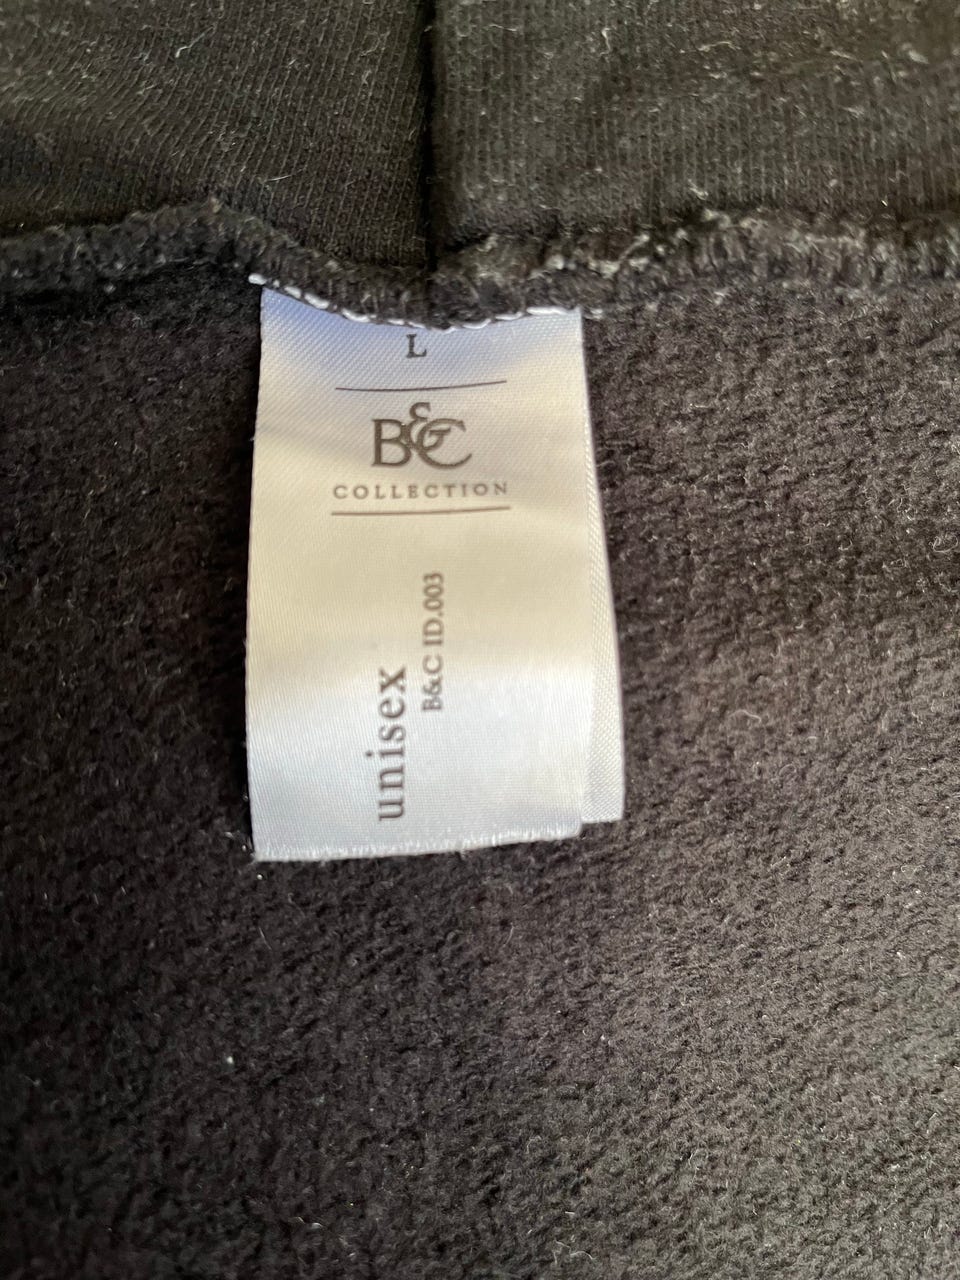 L
B&C
COLLECTION
unisex
B&C ID.003